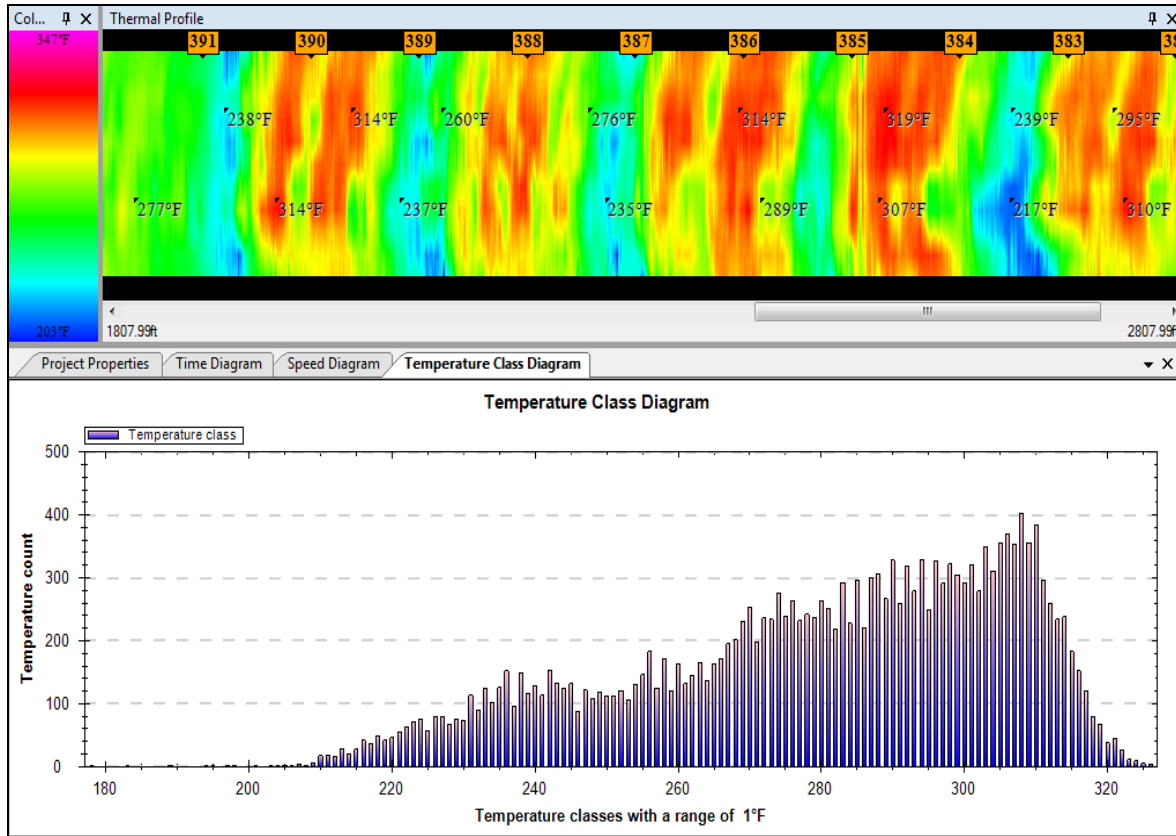 Col...
Thermal Profile
347°F
203°F
391 390 389 388 387 386 385 384 383 38
238°F 314°F 260°F 276°F 314°F 319°F 239°F 295°F
277°F 314°F 237°F 235°F 289°F 307°F 217°F 310°F
1807.99ft 2807.99ft
Project Properties Time Diagram Speed Diagram Temperature Class Diagram
Temperature Class Diagram
Temperature class
Temperature count
500
400
300
200
100
0
180 200 220 240 260 280 300 320
Temperature classes with a range of 1°F